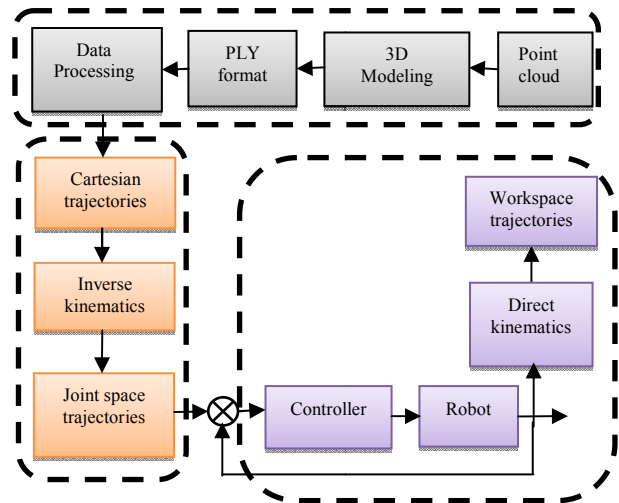 Data
Processing
PLY
format
3D
Modeling
Point
cloud
Cartesian
trajectories
Inverse
kinematics
Joint space
trajectories
Workspace
trajectories
Direct
kinematics
Controller
Robot